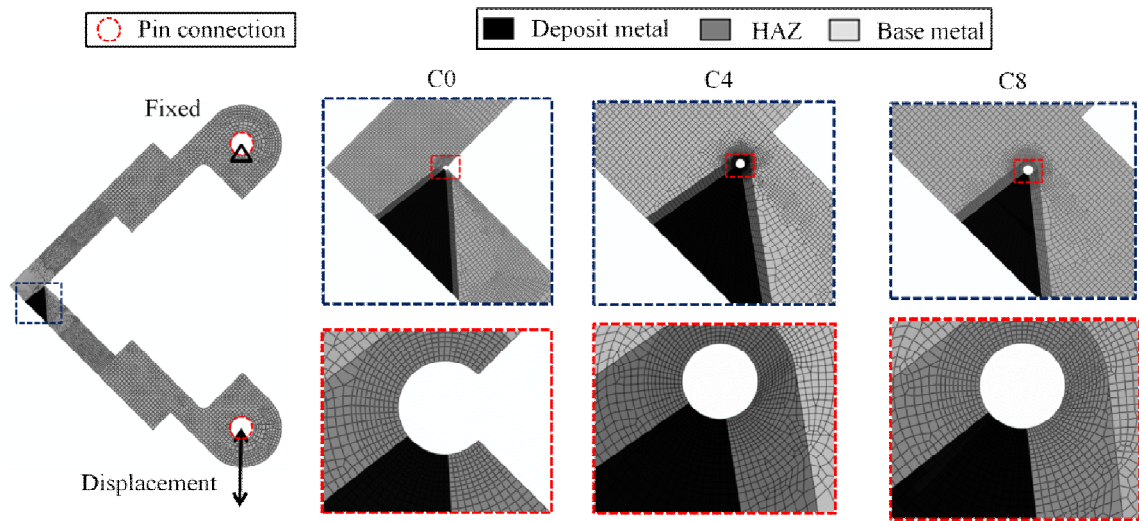 Pin connection
Deposit metal
HAZ
Base metal
C0
C4
C8
Fixed
Displacement